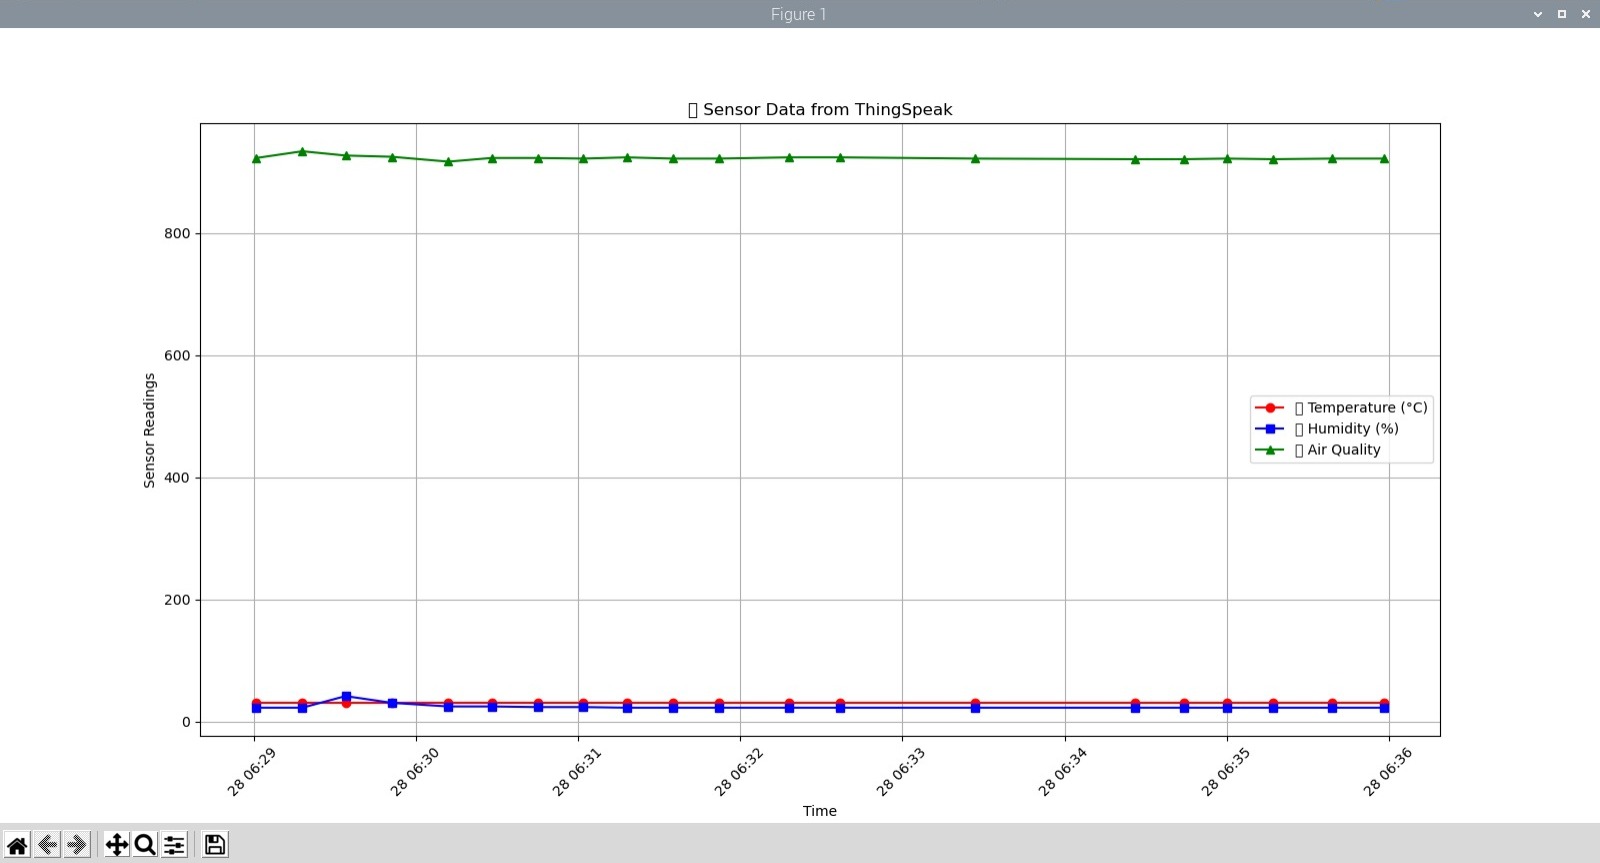 Figure 1
▯ Sensor Data from ThingSpeak
800
600
400
200
0
Sensor Readings
▯ Temperature (°C)
▯ Humidity (%)
▯ Air Quality
28 06:29
28 06:30
28 06:31
28 06:32
28 06:33
28 06:34
28 06:35
28 06:36
Time